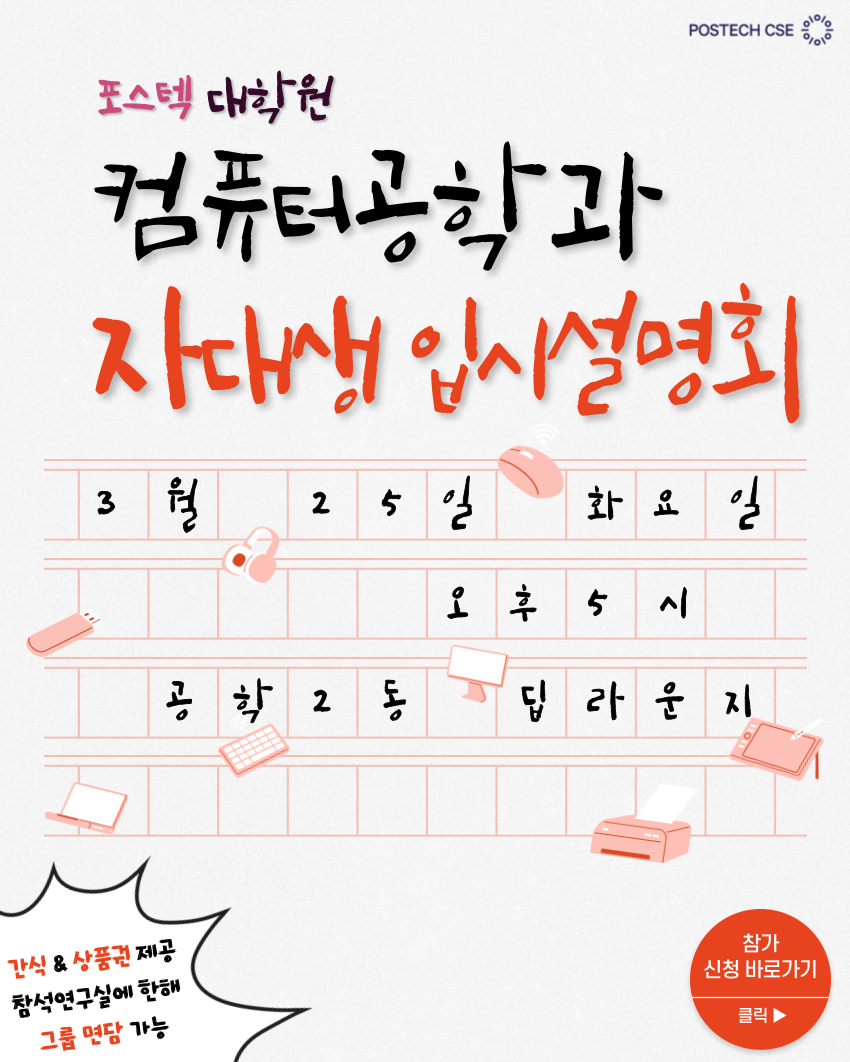 POSTECH CSE
포스텍 대학원
컴퓨터공학과
자대생 입시설명회
3월 25일 화요일
오후5시
공학2동 딥라운지
간식 & 상품권 제공
참석연구실에 한해
그룹 면담 가능
참가
신청 바로가기
클릭 ▶